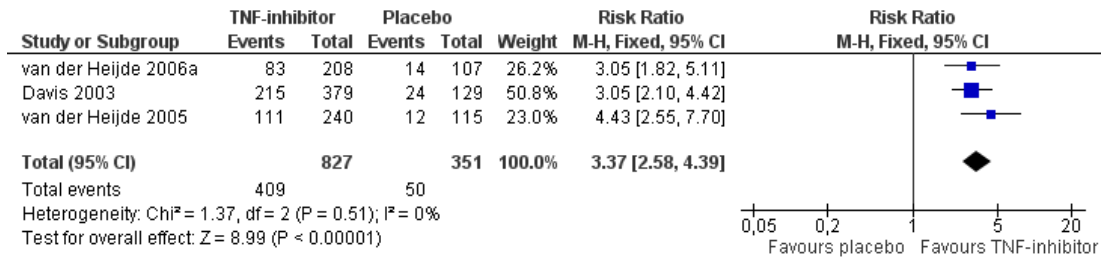 TNF-inhibitor Placebo Risk Ratio Risk Ratio
Study or Subgroup Events Total Events Total Weight M-H, Fixed, 95% CI M-H, Fixed, 95% CI
van der Heijde 2006a 83 208 14 107 26.2% 3.05 [1.82, 5.11]
Davis 2003 215 379 24 129 50.8% 3.05 [2.10, 4.42]
van der Heijde 2005 111 240 12 115 23.0% 4.43 [2.55, 7.70]
Total (95% CI) 827 351 100.0% 3.37 [2.58, 4.39]
Total events 409 50
Heterogeneity: Chi² = 1.37, df = 2 (P = 0.51); I² = 0%
Test for overall effect: Z = 8.99 (P < 0.00001)
0,05 0,2 1 5 20
Favours placebo Favours TNF-inhibitor